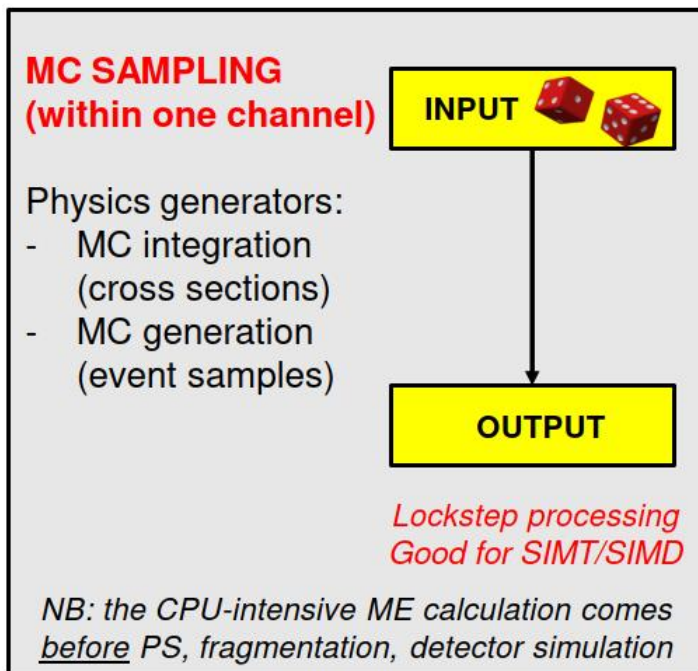 MC SAMPLING
(within one channel)
INPUT
Physics generators:
- MC integration
(cross sections)
- MC generation
(event samples)
OUTPUT
Lockstep processing
Good for SIMT/SIMD
NB: the CPU-intensive ME calculation comes
before PS, fragmentation, detector simulation